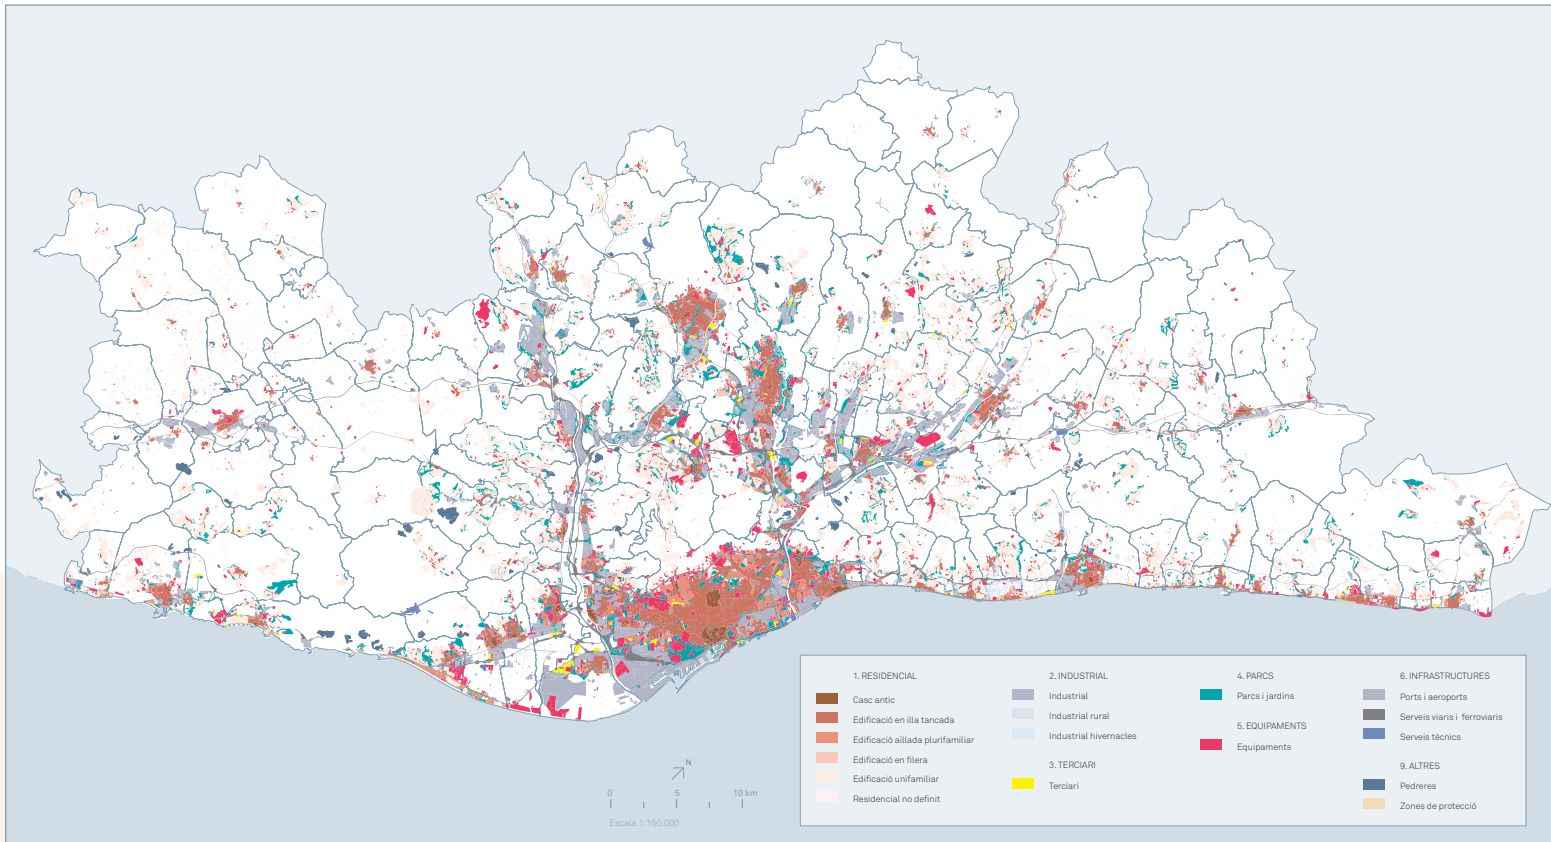 1. RESIDENCIAL
Casc antic
Edificació en illa tancada
Edificació aïllada plurifamiliar
Edificació en filera
Edificació unifamiliar
Residencial no definit
2. INDUSTRIAL
Industrial
Industrial rural
Industrial hivernacles
3. TERCIARI
Terciari
4. PARCS
Parcs i jardins
5. EQUIPAMENTS
Equipaments
6. INFRASTRUCTURES
Ports i aeroports
Serveis viaris i ferroviaris
Serveis tècnics
9. ALTRES
Pedreres
Zones de protecció
N
0 5 10 km
Escala 1:150.000